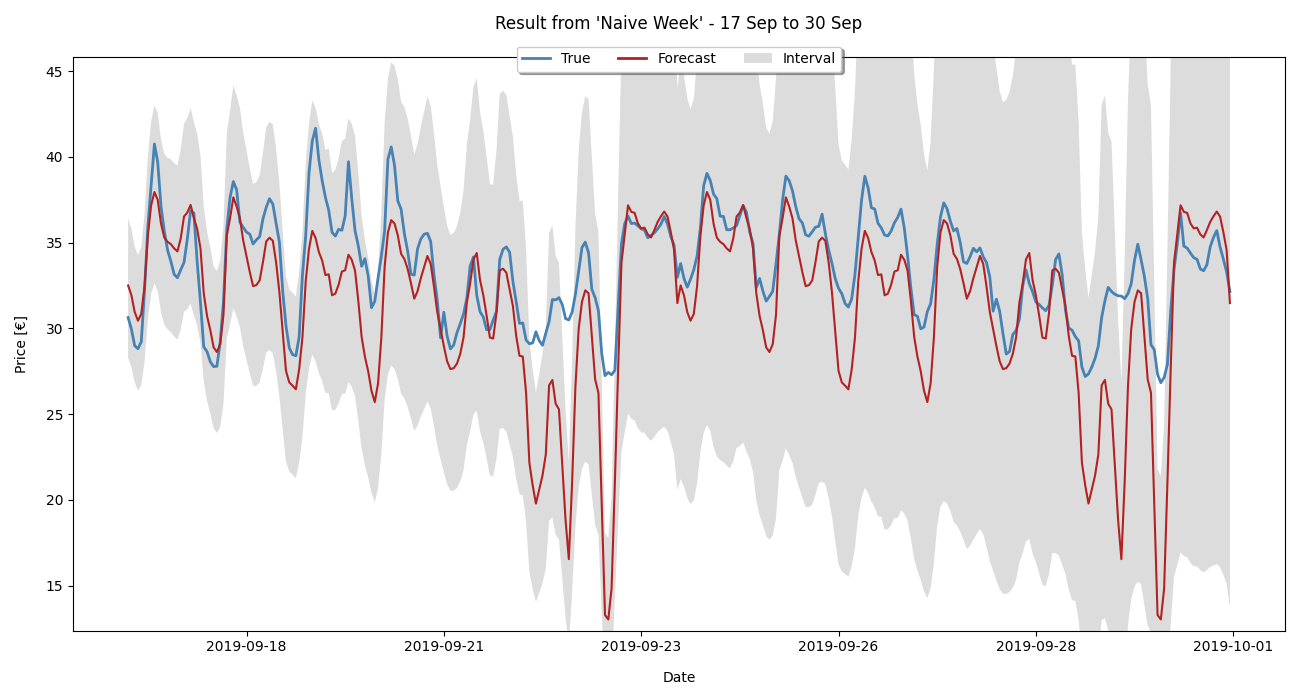 Result from 'Naive Week' - 17 Sep to 30 Sep
True Forecast Interval
45
40
35
30
25
20
15
Price [€]
2019-09-18 2019-09-21 2019-09-23 2019-09-26 2019-09-28 2019-10-01
Date